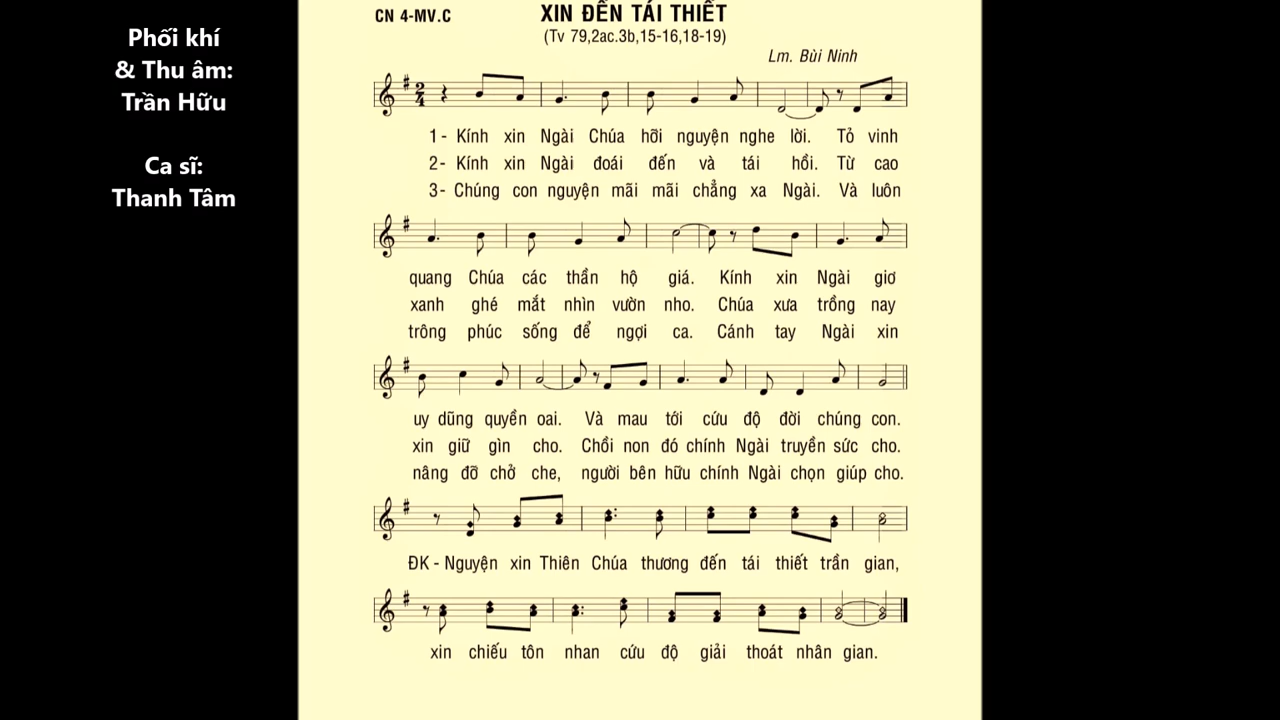 Phối khí
& Thu âm:
Trần Hữu
Ca sĩ:
Thanh Tâm
CN 4-MV.C
XIN ĐẾN TÁI THIẾT
(Tv 79,2ac.3b,15-16,18-19)
Lm. Bùi Ninh
1- Kính xin Ngài Chúa hỡi nguyện nghe lời. Tỏ vinh
2- Kính xin Ngài đoái đến và tái hồi. Từ cao
3- Chúng con nguyện mãi mãi chẳng xa Ngài. Và luôn
quang Chúa các thần hộ giá. Kính xin Ngài giơ
xanh ghé mắt nhìn vườn nho. Chúa xưa trồng nay
trông phúc sống để ngợi ca. Cánh tay Ngài xin
uy dũng quyền oai. Và mau tới cứu độ đời chúng con.
xin giữ gìn cho. Chồi non đó chính Ngài truyền sức cho.
nâng đỡ chở che, người bên hữu chính Ngài chọn giúp cho.
ĐK - Nguyện xin Thiên Chúa thương đến tái thiết trần gian,
xin chiếu tôn nhan cứu độ giải thoát nhân gian.